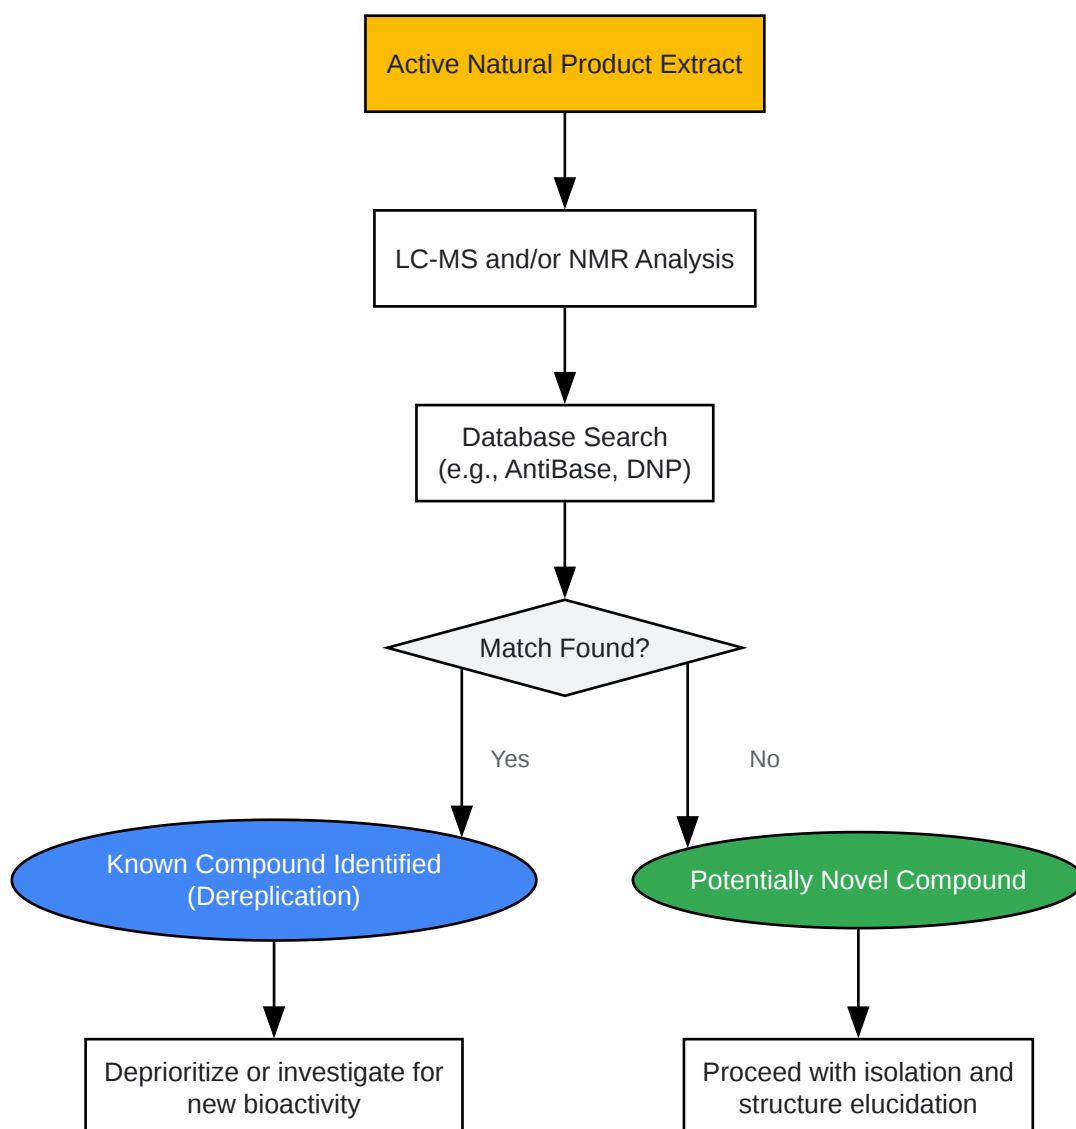 Active Natural Product Extract
LC-MS and/or NMR Analysis
Database Search
(e.g., AntiBase, DNP)
Match Found?
Yes
No
Known Compound Identified
(Dereplication)
Potentially Novel Compound
Deprioritize or investigate for
new bioactivity
Proceed with isolation and
structure elucidation